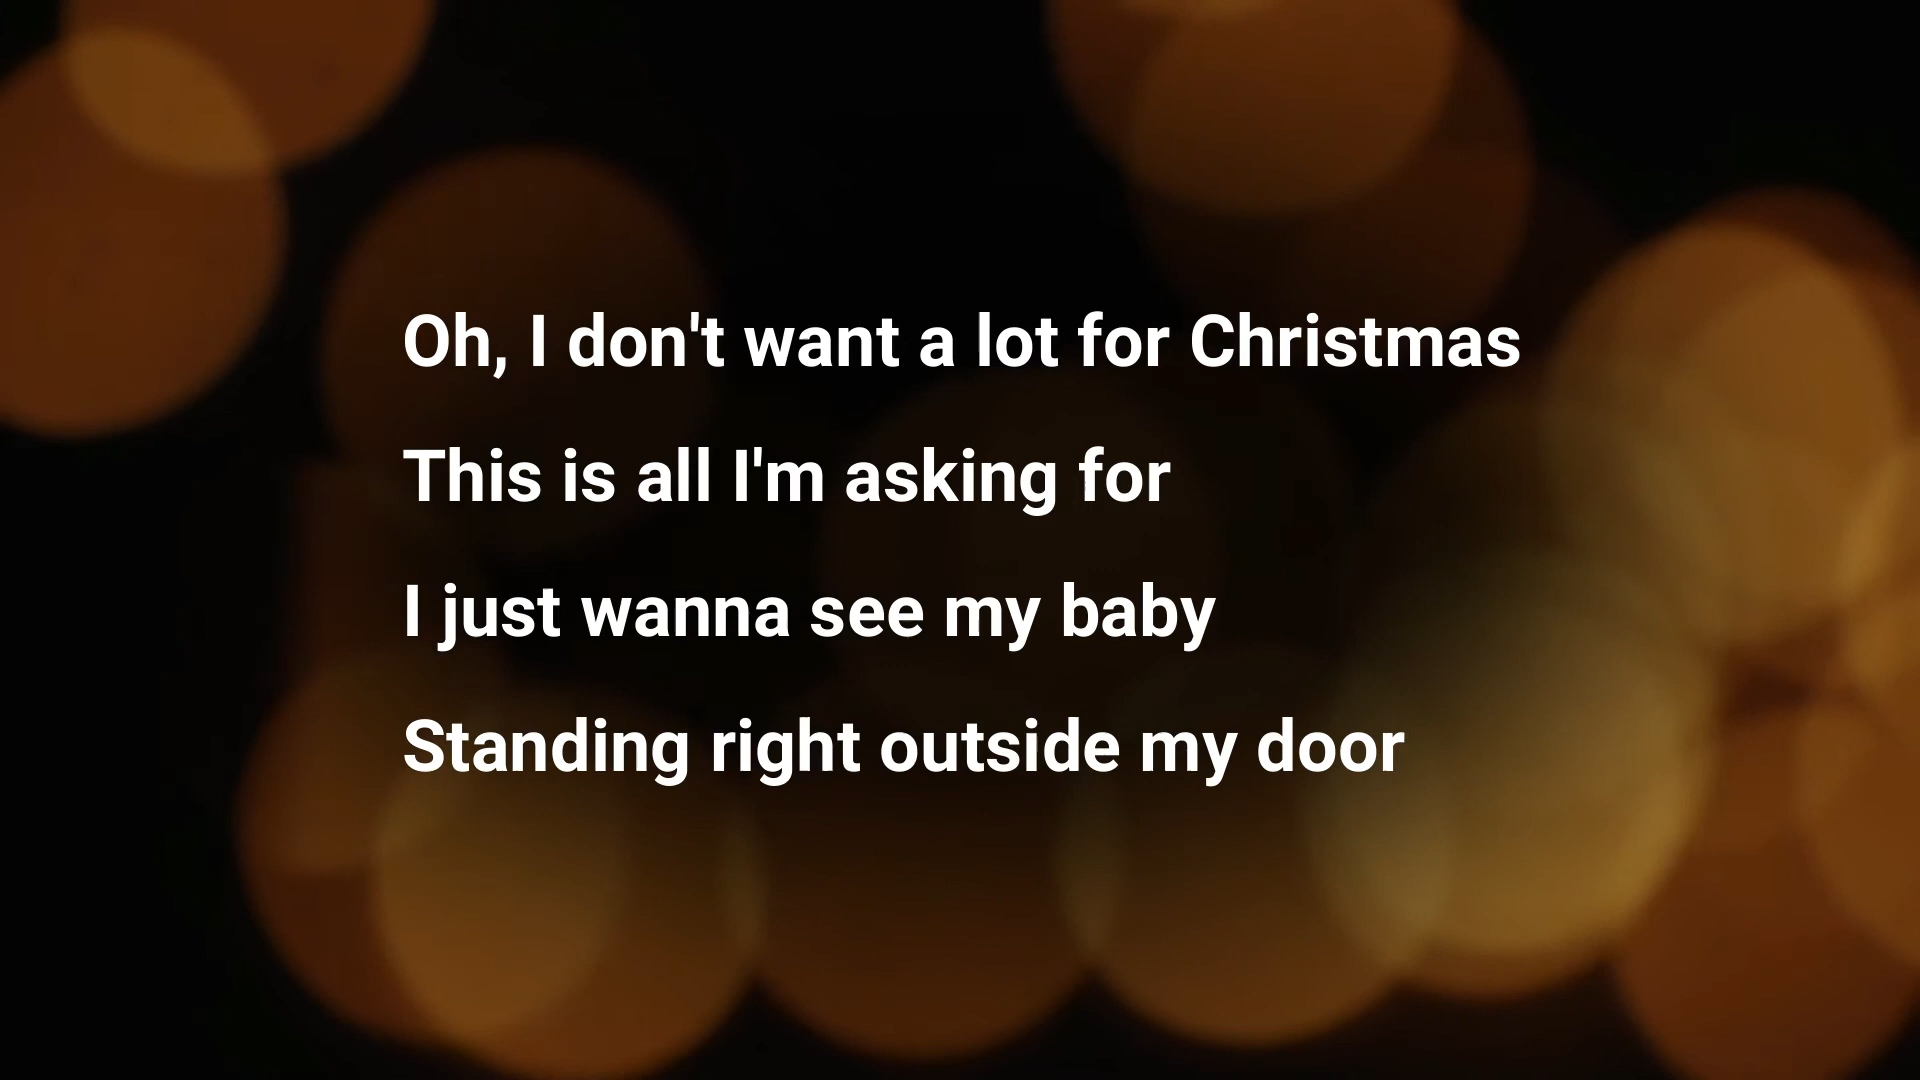 Oh, I don't want a lot for Christmas
This is all I'm asking for
I just wanna see my baby
Standing right outside my door